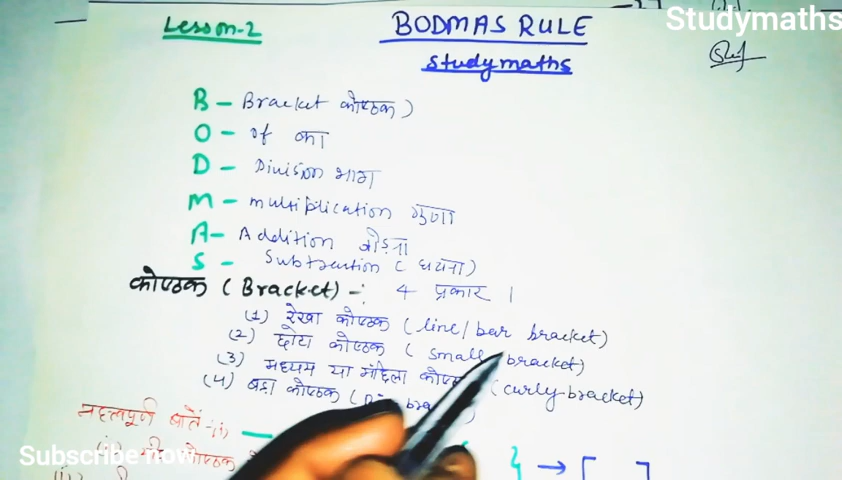 Studymaths
Lesson-2
BODMAS RULE
Studymaths
B - Bracket कोष्ठक)
O - of का
D - Division भाग
M - multiplication गुणा
A - Addition जोड़ना
S - Subtraction (घटाना)
कोष्ठक (Bracket) -: 4 प्रकार ।
(1) रेखा कोष्ठक (line/bar bracket)
(2) छोटा कोष्ठक (small bracket)
(3) मध्यम या मंझिला (curly bracket)
(4) बड़ा कोष्ठक (
महत्वपूर्ण बातें -:(i) —
} → [ ]
Subscribe now